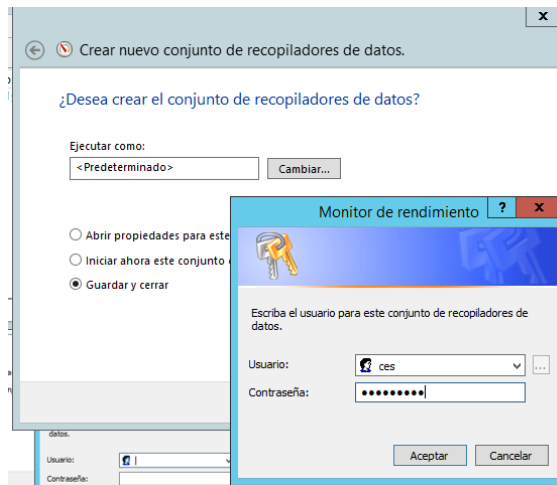 x
Crear nuevo conjunto de recopiladores de datos.
¿Desea crear el conjunto de recopiladores de datos?
Ejecutar como:
<Predeterminado>
Cambiar...
Abrir propiedades para este
Iniciar ahora este conjunto
Guardar y cerrar
Monitor de rendimiento
?
x
Escriba el usuario para este conjunto de recopiladores de
datos.
Usuario:
ces
...
Contraseña:
•••••••••
Aceptar
Cancelar
datos.
Usuario:
Contraseña: